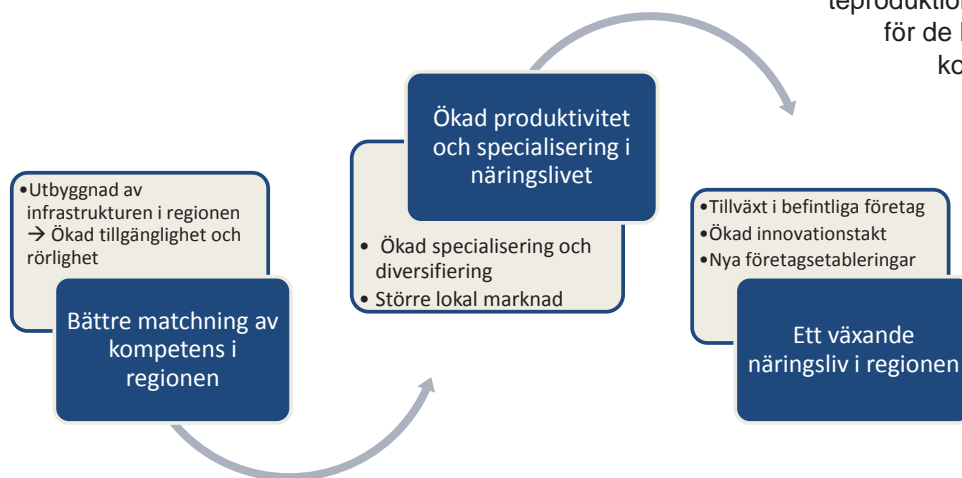 teproduktion
för de
•Utbyggnad av
infrastrukturen i regionen
→ Ökad tillgänglighet och
rörlighet
Bättre matchning av
kompetens i
regionen
Ökad produktivitet
och specialisering i
näringslivet
• Ökad specialisering och
diversifiering
• Större lokal marknad
•Tillväxt i befintliga företag
•Ökad innovationstakt
•Nya företagsetableringar
Ett växande
näringsliv i regionen